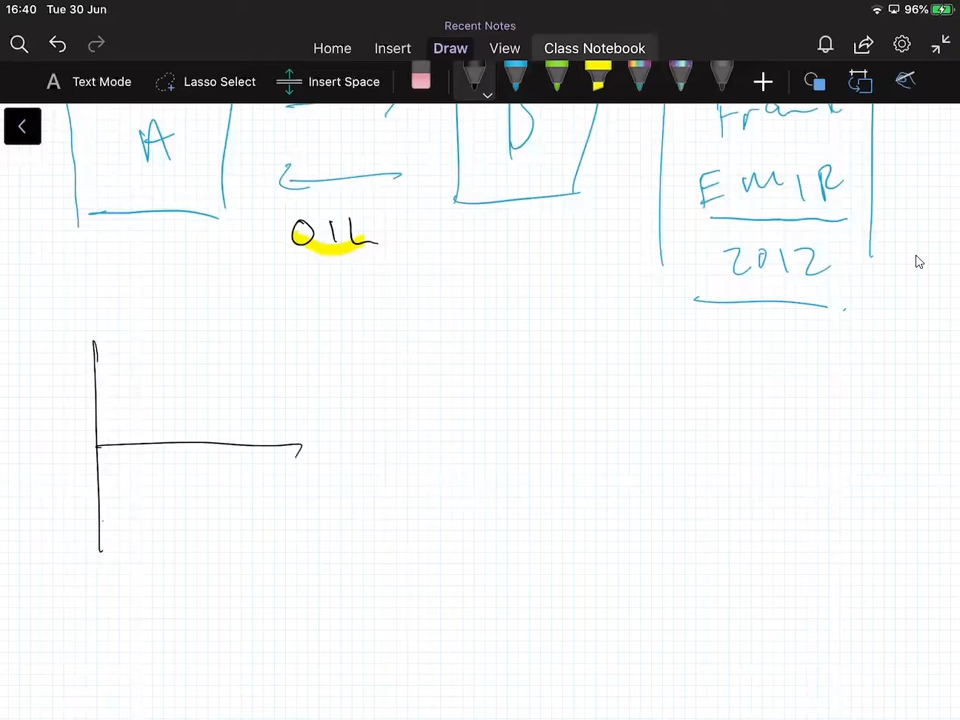 16:40 Tue 30 Jun 96%
Recent Notes
Home Insert Draw View Class Notebook
Text Mode Lasso Select Insert Space
A D Frank
EMIR
OIL
2012